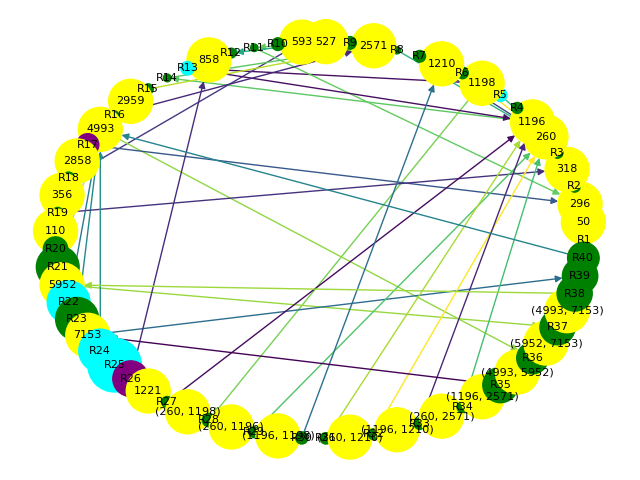 R1
50
296
R2
318
R3
260
1196
R4
R5
1198
R6
1210
R7
R8
2571
R9
527
593
R10
R11
R12
858
R13
R14
R15
2959
R16
4993
R17
2858
R18
356
R19
110
R20
R21
5952
R22
R23
7153
R24
R25
R26
1221
R27
(260, 1198)
R28
(260, 1196)
R29
(1196, 1198)
R30
R31
(260, 1210)
R32
(1196, 1210)
R33
(260, 2571)
R34
(1196, 2571)
R35
(4993, 5952)
R36
(5952, 7153)
R37
(4993, 7153)
R38
R39
R40